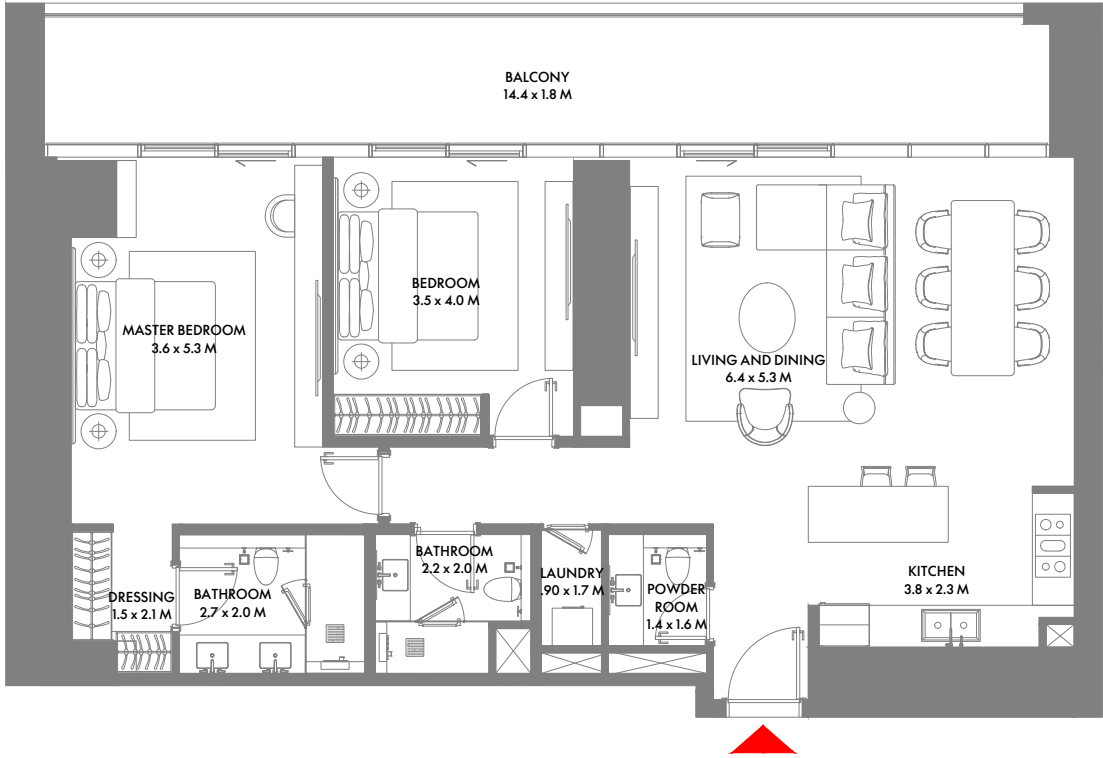 BALCONY
14.4 x 1.8 M
BEDROOM
3.5 x 4.0 M
MASTER BEDROOM
3.6 x 5.3 M
LIVING AND DINING
6.4 x 5.3 M
BATHROOM
2.2 x 2.0 M
LAUNDRY
.90 x 1.7 M
KITCHEN
3.8 x 2.3 M
POWDER
ROOM
1.4 x 1.6 M
DRESSING
1.5 x 2.1 M
BATHROOM
2.7 x 2.0 M